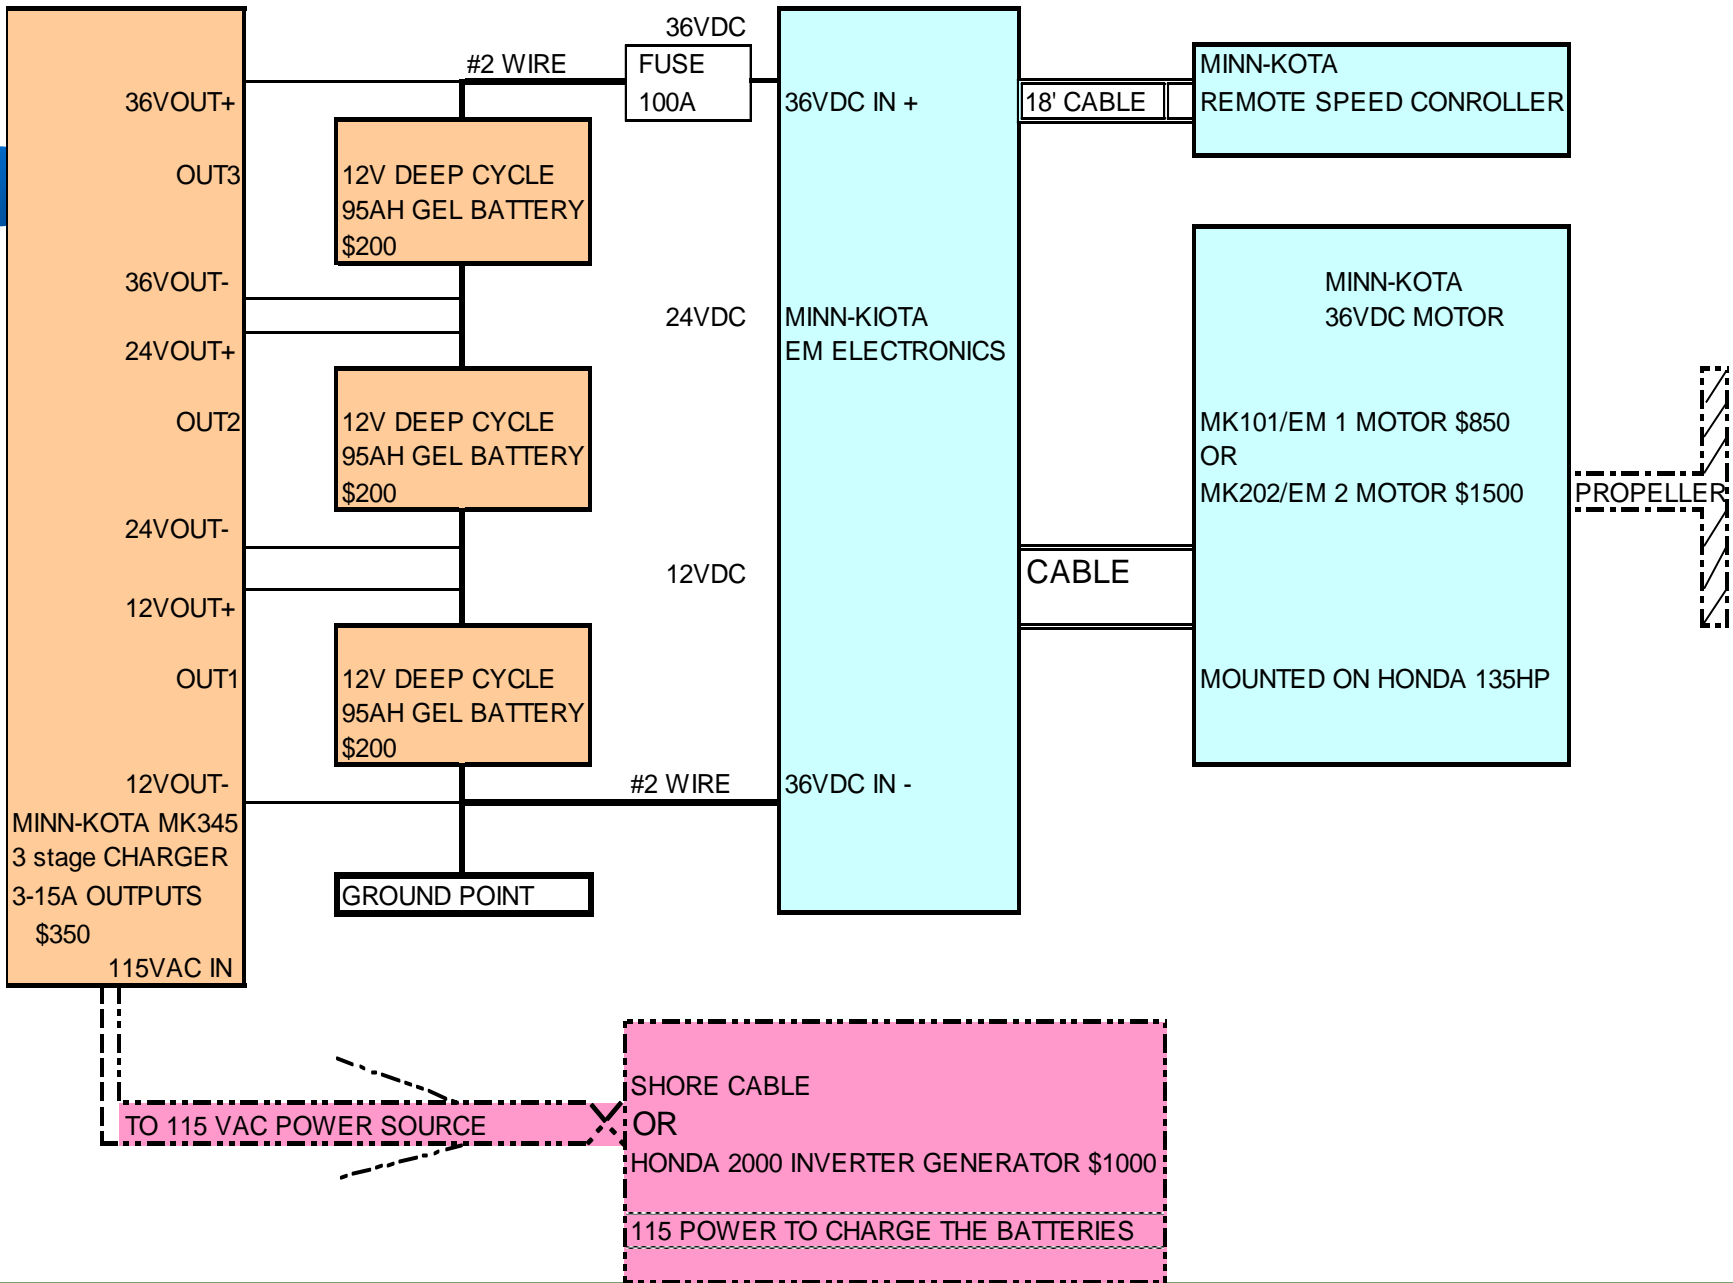 36VDC
#2 WIRE
FUSE
100A
36VOUT+
OUT3
36VOUT-
24VOUT+
OUT2
24VOUT-
12VOUT+
OUT1
12VOUT-
MINN-KOTA MK345
3 stage CHARGER
3-15A OUTPUTS
$350
115VAC IN
12V DEEP CYCLE
95AH GEL BATTERY
$200
12V DEEP CYCLE
95AH GEL BATTERY
$200
12V DEEP CYCLE
95AH GEL BATTERY
$200
GROUND POINT
24VDC
12VDC
#2 WIRE
36VDC IN +
MINN-KIOTA
EM ELECTRONICS
36VDC IN -
18' CABLE
CABLE
MINN-KOTA
REMOTE SPEED CONROLLER
MINN-KOTA
36VDC MOTOR
MK101/EM 1 MOTOR $850
OR
MK202/EM 2 MOTOR $1500
MOUNTED ON HONDA 135HP
PROPELLER
TO 115 VAC POWER SOURCE
SHORE CABLE
OR
HONDA 2000 INVERTER GENERATOR $1000
115 POWER TO CHARGE THE BATTERIES